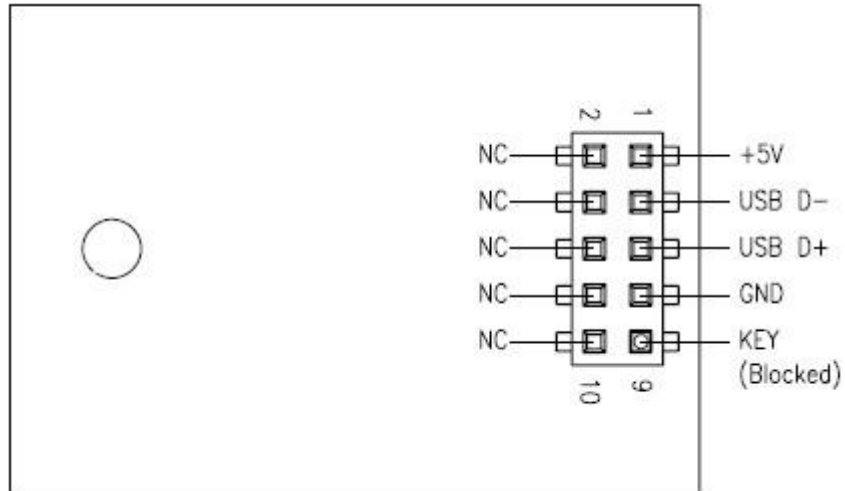 2 1
NC +5V
NC USB D-
NC USB D+
NC GND
NC KEY
(Blocked)
10 9